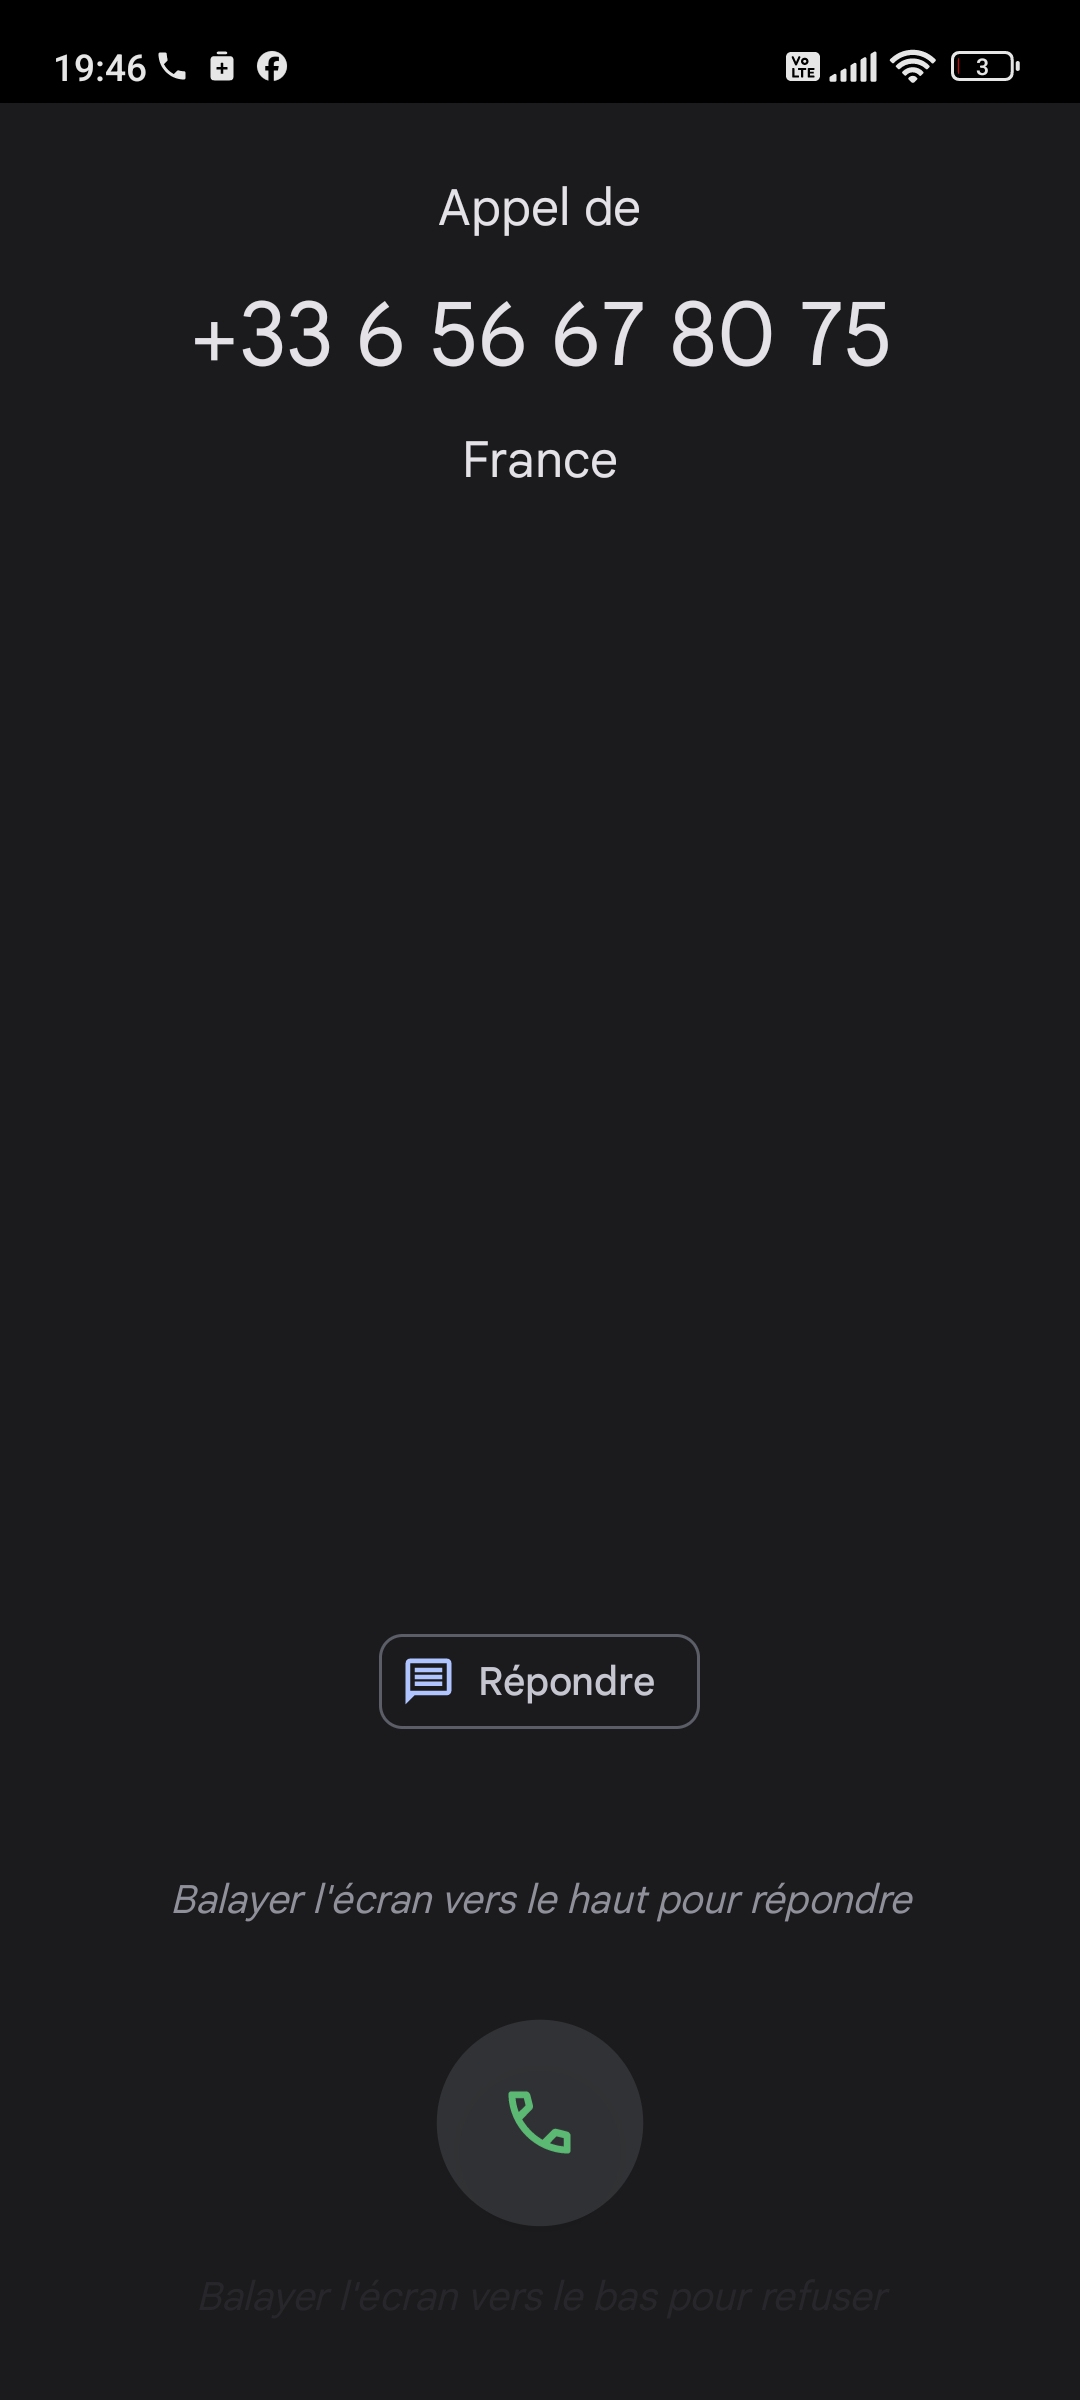 19:46
Vo
LTE
3
Appel de
+33 6 56 67 80 75
France
Répondre
Balayer l'écran vers le haut pour répondre
Balayer l'écran vers le bas pour refuser